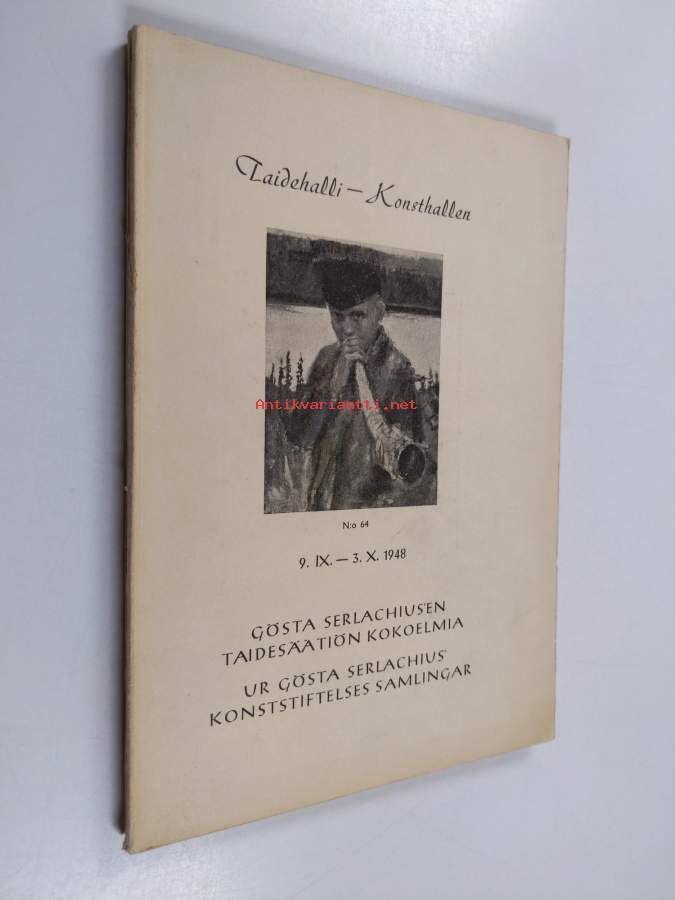 Taidehalli — Konsthallen
Antikvariaatti.net
N:o 64
9. IX. — 3. X. 1948
GÖSTA SERLACHIUS'EN
TAIDESÄÄTIÖN KOKOELMIA
UR GÖSTA SERLACHIUS'
KONSTSTIFTELSES SAMLINGAR